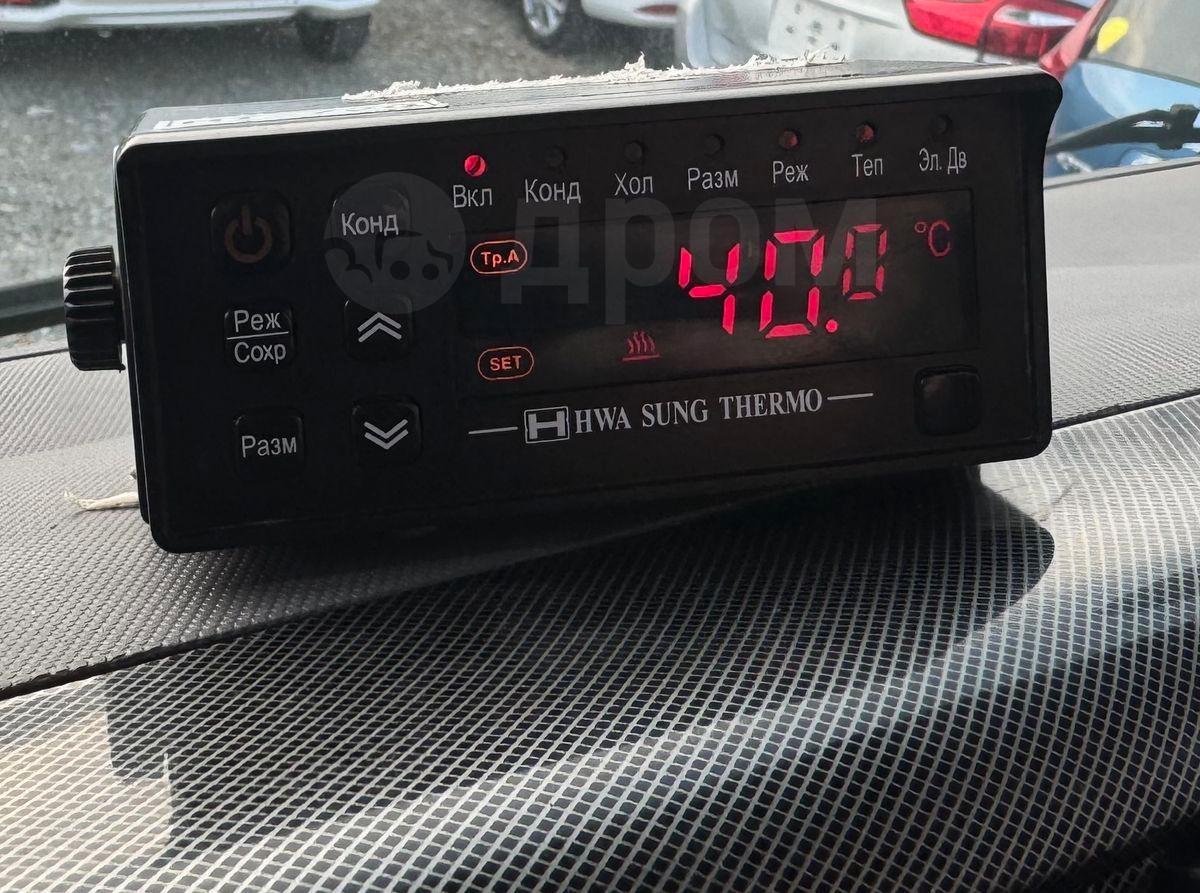 Вкл Конд Хол Разм Реж Теп Эл. Дв
Конд
Тр.А 40.0 °C
Реж
Сохр
SET
Разм
H HWA SUNG THERMO
дром